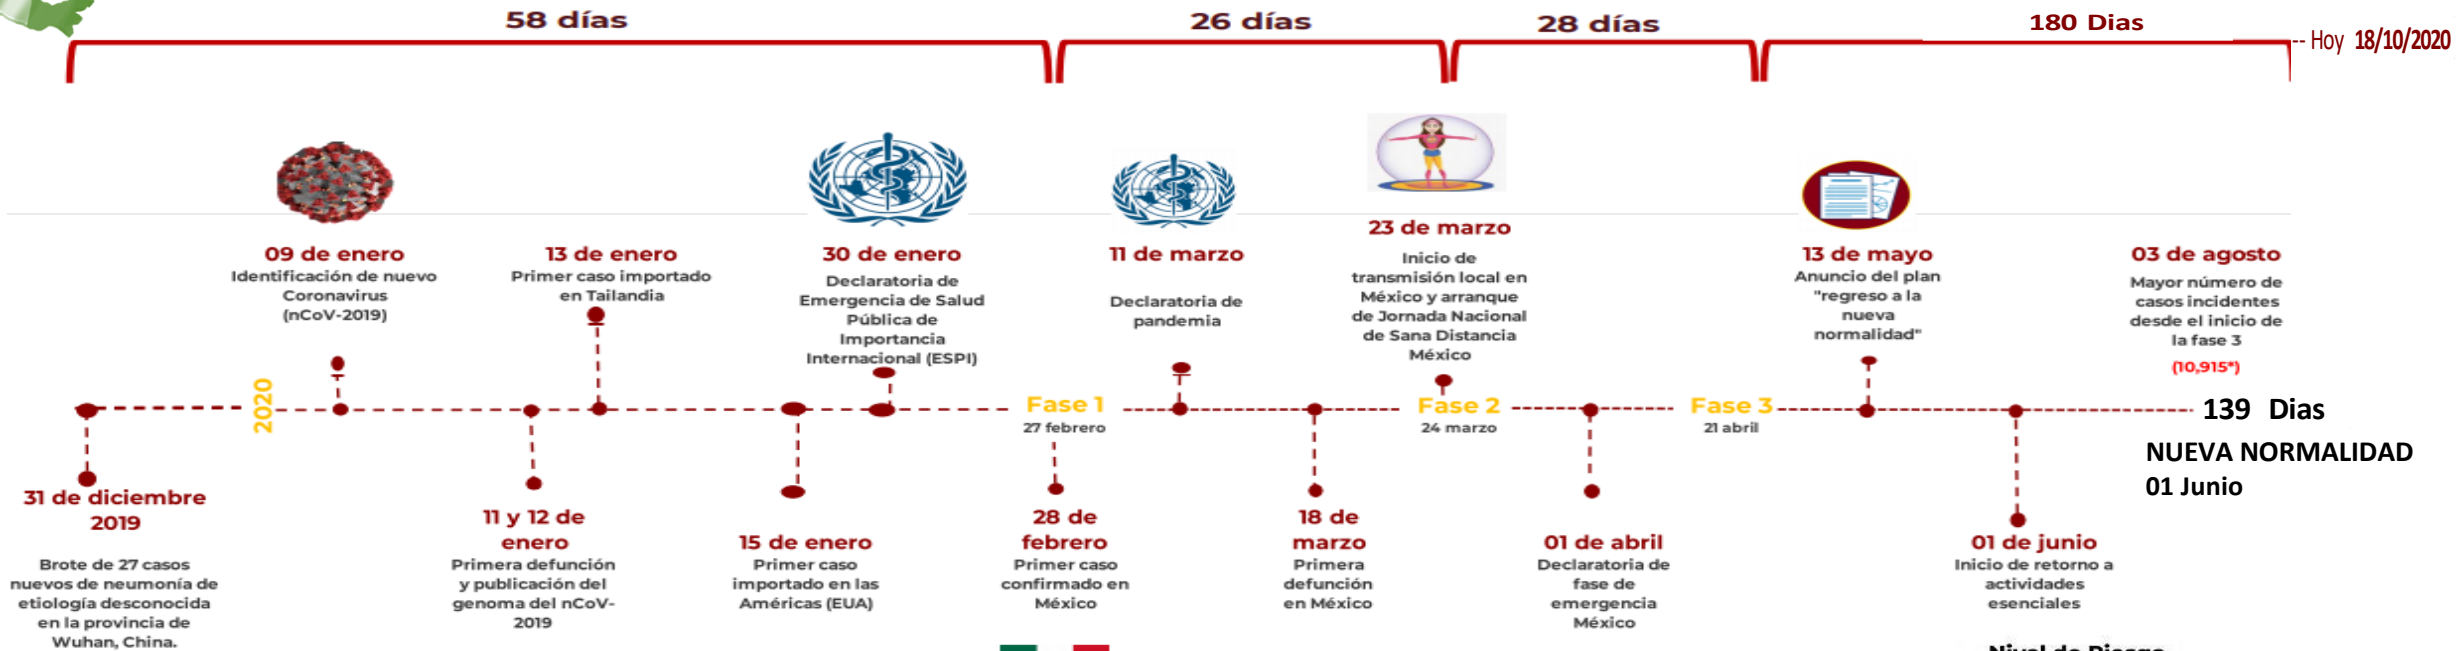 58 días
26 días
28 días
180 Dias
-- Hoy 18/10/2020
09 de enero
Identificación de nuevo
Coronavirus
(nCoV-2019)
13 de enero
Primer caso importado
en Tailandia
30 de enero
Declaratoria de
Emergencia de Salud
Pública de
Importancia
Internacional (ESPI)
11 de marzo
Declaratoria de
pandemia
23 de marzo
Inicio de
transmisión local en
México y arranque
de Jornada Nacional
de Sana Distancia
México
13 de mayo
Anuncio del plan
"regreso a la
nueva
normalidad"
03 de agosto
Mayor número de
casos incidentes
desde el inicio de
la fase 3
(10,915*)
2020
Fase 1
27 febrero
Fase 2
24 marzo
Fase 3
21 abril
139 Dias
NUEVA NORMALIDAD
01 Junio
31 de diciembre
2019
Brote de 27 casos
nuevos de neumonía de
etiología desconocida
en la provincia de
Wuhan, China.
11 y 12 de
enero
Primera defunción
y publicación del
genoma del nCoV-
2019
15 de enero
Primer caso
importado en las
Américas (EUA)
28 de
febrero
Primer caso
confirmado en
México
18 de
marzo
Primera
defunción
en México
01 de abril
Declaratoria de
fase de
emergencia
México
01 de junio
Inicio de retorno a
actividades
esenciales
Nivel de Riesgo